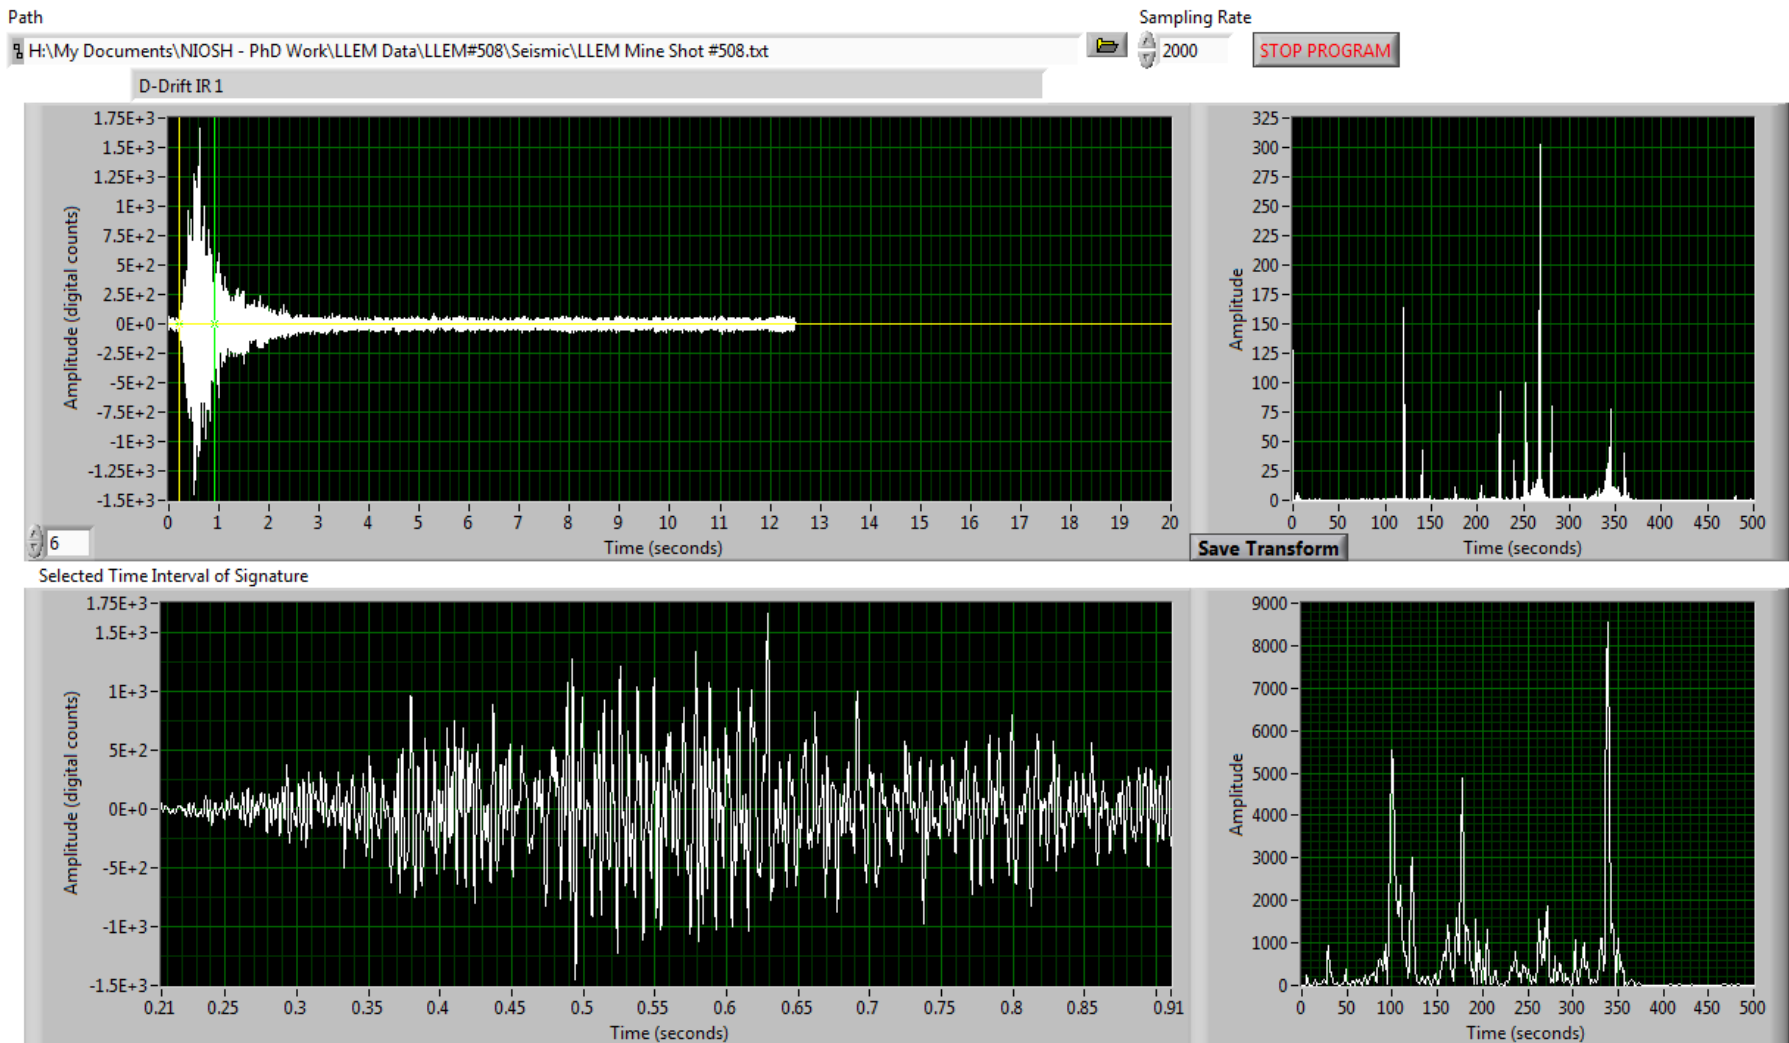 Path
Sampling Rate
H:\My Documents\NIOSH - PhD Work\LLEM Data\LLEM#508\Seismic\LLEM Mine Shot #508.txt
2000
STOP PROGRAM
D-Drift IR 1
Amplitude (digital counts)
1.75E+3
1.5E+3
1.25E+3
1E+3
7.5E+2
5E+2
2.5E+2
0E+0
-2.5E+2
-5E+2
-7.5E+2
-1E+3
-1.25E+3
-1.5E+3
0 1 2 3 4 5 6 7 8 9 10 11 12 13 14 15 16 17 18 19 20
Time (seconds)
6
Amplitude
325
300
275
250
225
200
175
150
125
100
75
50
25
0
0 50 100 150 200 250 300 350 400 450 500
Time (seconds)
Save Transform
Selected Time Interval of Signature
Amplitude (digital counts)
1.75E+3
1.5E+3
1E+3
5E+2
0E+0
-5E+2
-1E+3
-1.5E+3
0.21 0.25 0.3 0.35 0.4 0.45 0.5 0.55 0.6 0.65 0.7 0.75 0.8 0.85 0.91
Time (seconds)
Amplitude
9000
8000
7000
6000
5000
4000
3000
2000
1000
0
0 50 100 150 200 250 300 350 400 450 500
Time (seconds)